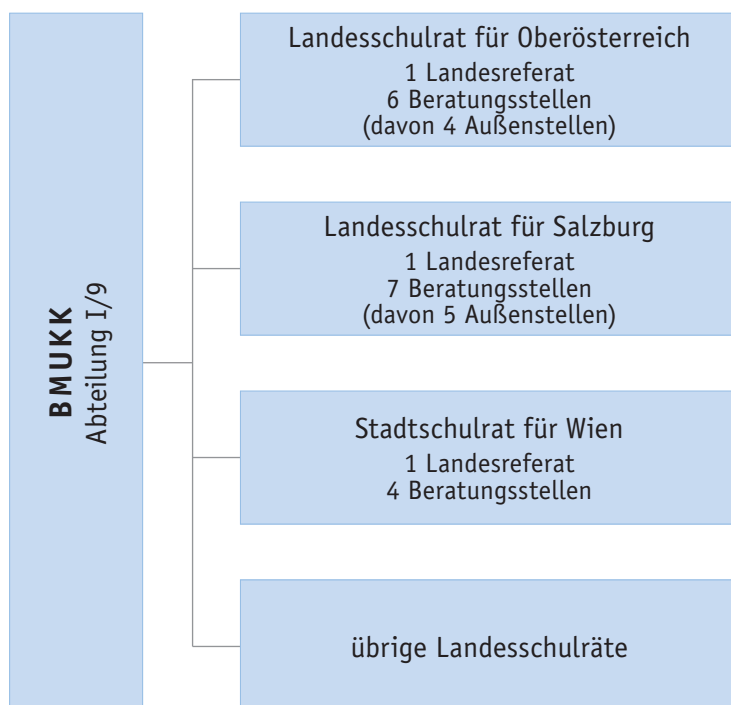 BMUKK
Abteilung I/9
Landesschulrat für Oberösterreich
1 Landesreferat
6 Beratungsstellen
(davon 4 Außenstellen)
Landesschulrat für Salzburg
1 Landesreferat
7 Beratungsstellen
(davon 5 Außenstellen)
Stadtschulrat für Wien
1 Landesreferat
4 Beratungsstellen
übrige Landesschulräte